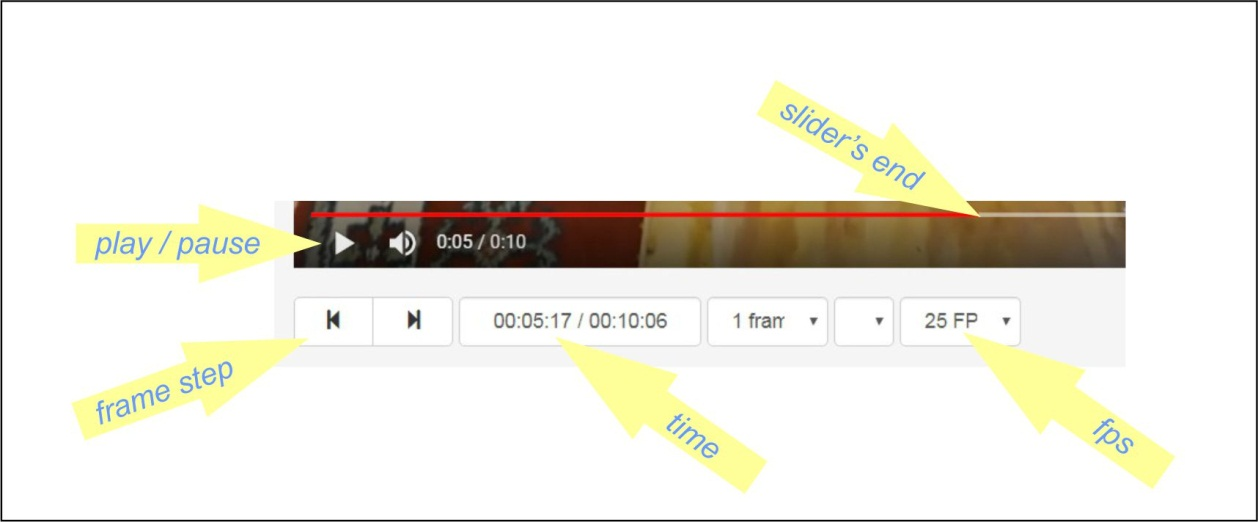 slider's end
play / pause
0:05 / 0:10
00:05:17 / 00:10:06
1 fram
25 FP
frame step
time
fps